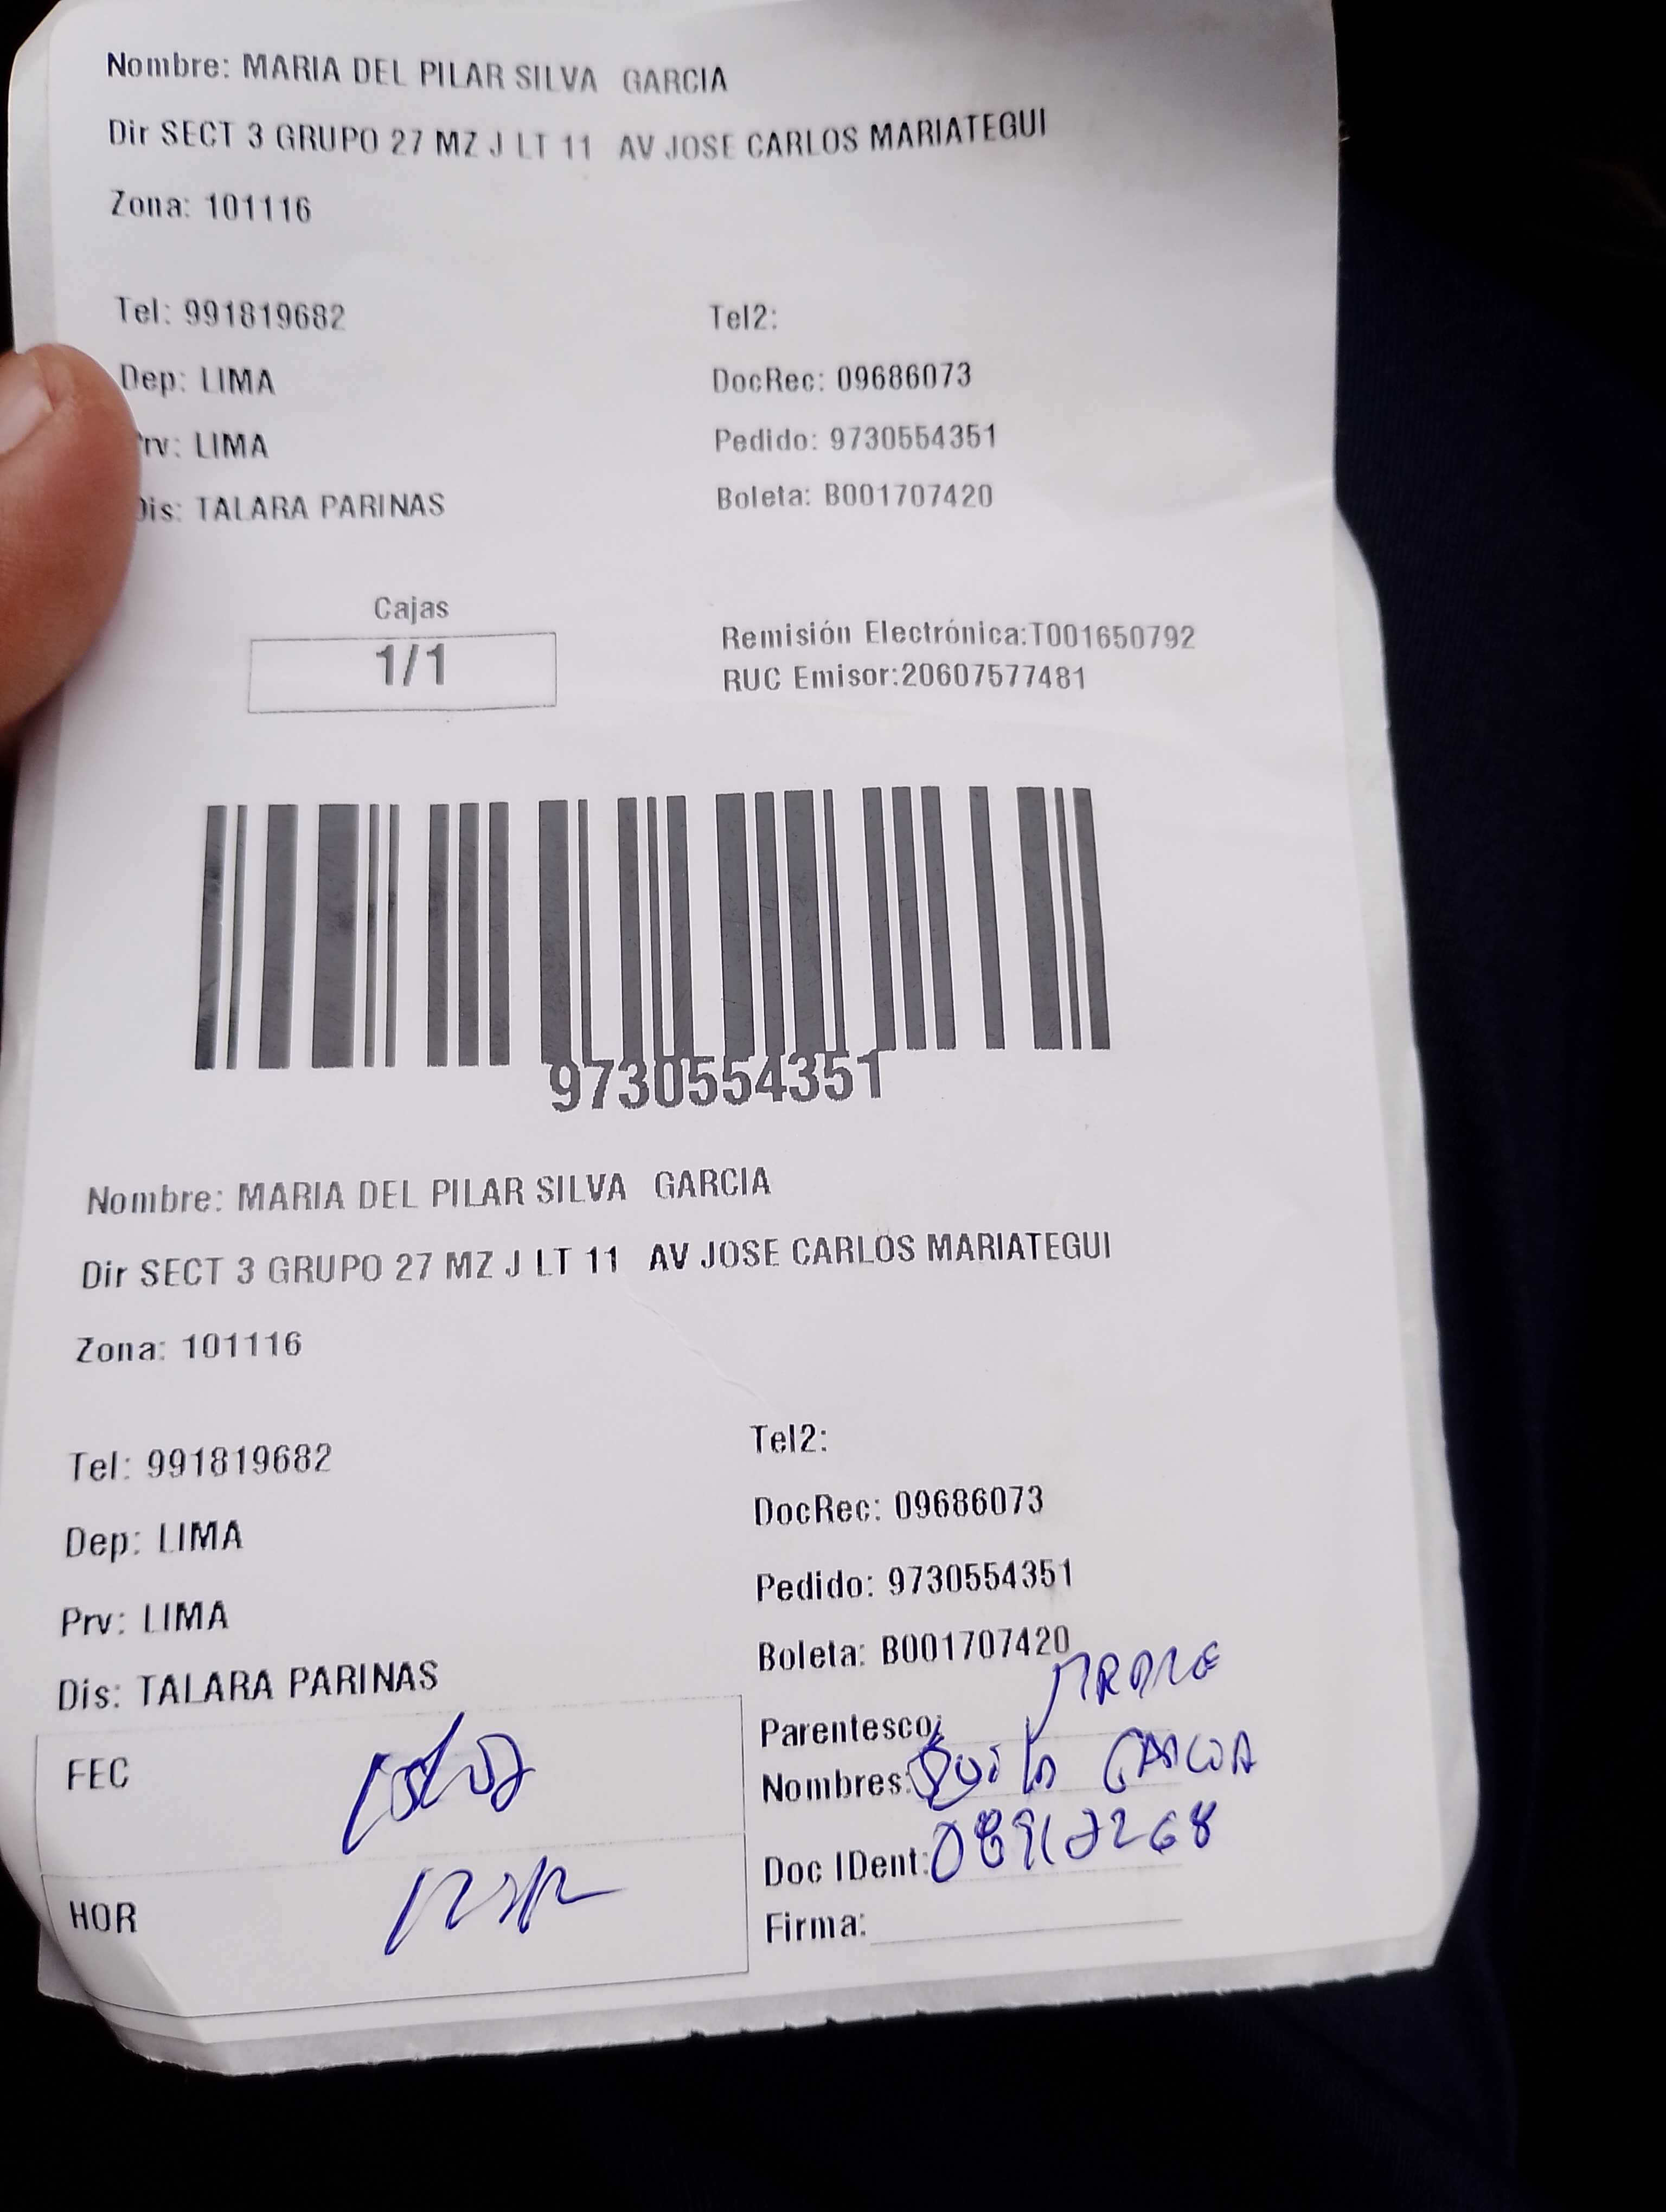 Nombre: MARIA DEL PILAR SILVA GARCIA
Dir SECT 3 GRUPO 27 MZ J LT 11 AV JOSE CARLOS MARIATEGUI
Zona: 101116
Tel: 991819682 Tel2:
Dep: LIMA DocRec: 09686073
rv: LIMA Pedido: 9730554351
Dis: TALARA PARINAS Boleta: B001707420
Cajas
1/1
Remisión Electrónica:T001650792
RUC Emisor:20607577481
9730554351
Nombre: MARIA DEL PILAR SILVA GARCIA
Dir SECT 3 GRUPO 27 MZ J LT 11 AV JOSE CARLOS MARIATEGUI
Zona: 101116
Tel: 991819682 Tel2:
Dep: LIMA DocRec: 09686073
Prv: LIMA Pedido: 9730554351
Dis: TALARA PARINAS Boleta: B001707420
FEC Parentesco:
Nombres: GARCIA
Doc IDent:
HOR Firma: